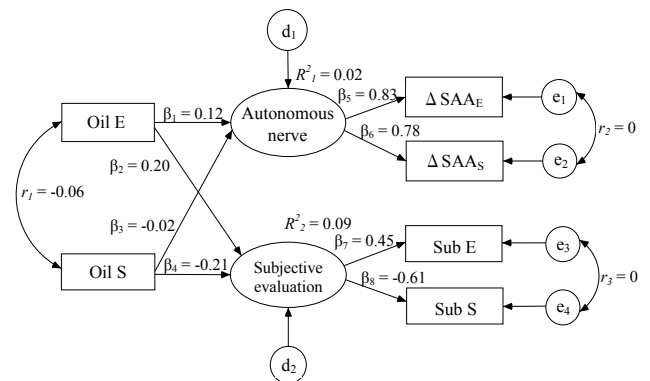 d₁
R²₁ = 0.02
β₅ = 0.83
Δ SAA_E
e₁
Oil E
β₁ = 0.12
Autonomous
nerve
r₂ = 0
β₆ = 0.78
Δ SAA_S
e₂
β₂ = 0.20
r₁ = -0.06
β₃ = -0.02
R²₂ = 0.09
β₇ = 0.45
Sub E
e₃
Oil S
β₄ = -0.21
Subjective
evaluation
r₃ = 0
β₈ = -0.61
Sub S
e₄
d₂